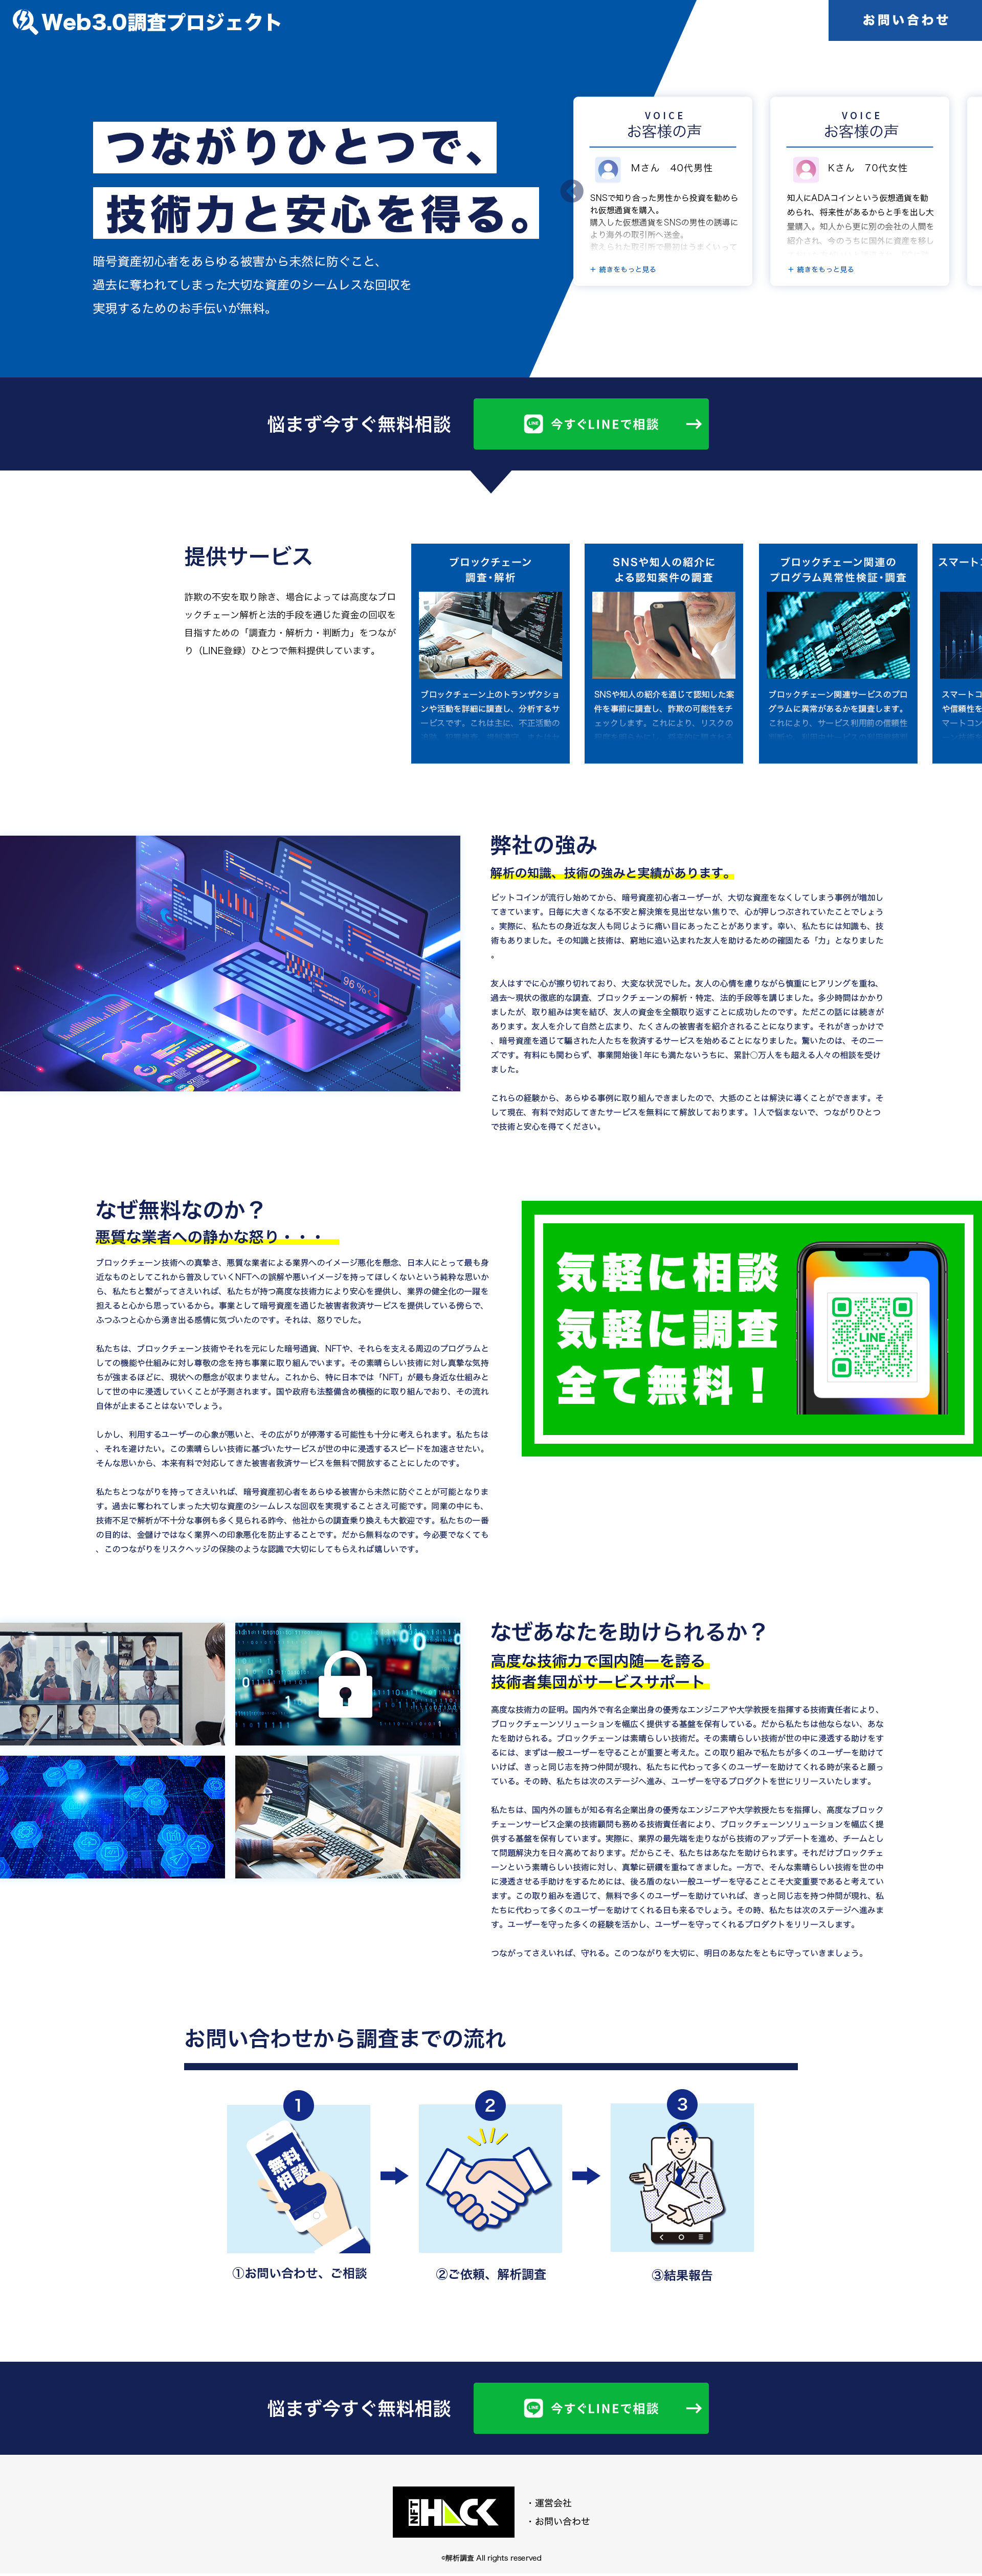 Web3.0調査プロジェクト
お問い合わせ
つながりひとつで、
技術力と安心を得る。
暗号資産初心者をあらゆる被害から未然に防ぐこと、
過去に奪われてしまった大切な資産のシームレスな回収を
実現するためのお手伝いが無料。
VOICE
お客様の声
Mさん　40代男性
SNSで知り合った男性から投資を勧めら
れ仮想通貨を購入。
購入した仮想通貨をSNSの男性の誘導に
より海外の取引所へ送金。
教えられた取引所で最初はうまくいって
+ 続きをもっと見る
VOICE
お客様の声
Kさん　70代女性
知人にADAコインという仮想通貨を勧
められ、将来性があるからと手を出し大
量購入。知人から更に別の会社の人間を
紹介され、今のうちに国外に資産を移し
+ 続きをもっと見る
悩まず今すぐ無料相談
LINE
今すぐLINEで相談
提供サービス
詐欺の不安を取り除き、場合によっては高度なブロ
ックチェーン解析と法的手段を通じた資金の回収を
目指すための「調査力・解析力・判断力」をつなが
り（LINE登録）ひとつで無料提供しています。
ブロックチェーン
調査・解析
ブロックチェーン上のトランザクショ
ンや活動を詳細に調査し、分析するサ
ービスです。これは主に、不正活動の
SNSや知人の紹介に
よる認知案件の調査
SNSや知人の紹介を通じて認知した案
件を事前に調査し、詐欺の可能性をチ
ェックします。これにより、リスクの
ブロックチェーン関連の
プログラム異常性検証・調査
ブロックチェーン関連サービスのプロ
グラムに異常があるかを調査します。
これにより、サービス利用前の信頼性
スマートコ
スマートコ
や信頼性を
マートコン
弊社の強み
解析の知識、技術の強みと実績があります。
ビットコインが流行し始めてから、暗号資産初心者ユーザーが、大切な資産をなくしてしまう事例が増加し
てきています。日毎に大きくなる不安と解決策を見出せない焦りで、心が押しつぶされていたことでしょう
。実際に、私たちの身近な友人も同じように痛い目にあったことがあります。幸い、私たちには知識も、技
術もありました。その知識と技術は、窮地に追い込まれた友人を助けるための確固たる「力」となりました
。
友人はすでに心が擦り切れており、大変な状況でした。友人の心情を慮りながら慎重にヒアリングを重ね、
過去〜現状の徹底的な調査、ブロックチェーンの解析・特定、法的手段等を講じました。多少時間はかかり
ましたが、取り組みは実を結び、友人の資金を全額取り返すことに成功したのです。ただこの話には続きが
あります。友人を介して自然と広まり、たくさんの被害者を紹介されることになります。それがきっかけで
、暗号資産を通じて騙された人たちを救済するサービスを始めることになりました。驚いたのは、そのニー
ズです。有料にも関わらず、事業開始後1年にも満たないうちに、累計○万人をも超える人々の相談を受け
ました。
これらの経験から、あらゆる事例に取り組んできましたので、大抵のことは解決に導くことができます。そ
して現在、有料で対応してきたサービスを無料にて解放しております。1人で悩まないで、つながりひとつ
で技術と安心を得てください。
96 %
なぜ無料なのか？
悪質な業者への静かな怒り・・・
ブロックチェーン技術への真摯さ、悪質な業者による業界へのイメージ悪化を懸念、日本人にとって最も身
近なものとしてこれから普及していくNFTへの誤解や悪いイメージを持ってほしくないという純粋な思いか
ら、私たちと繋がってさえいれば、私たちが持つ高度な技術力により安心を提供し、業界の健全化の一躍を
担えると心から思っているから。事業として暗号資産を通じた被害者救済サービスを提供している傍らで、
ふつふつと心から湧き出る感情に気づいたのです。それは、怒りでした。
私たちは、ブロックチェーン技術やそれを元にした暗号通貨、NFTや、それらを支える周辺のプログラムと
しての機能や仕組みに対し尊敬の念を持ち事業に取り組んでいます。その素晴らしい技術に対し真摯な気持
ちが強まるほどに、現状への懸念が収まりません。これから、特に日本では「NFT」が最も身近な仕組みと
して世の中に浸透していくことが予測されます。国や政府も法整備含め積極的に取り組んでおり、その流れ
自体が止まることはないでしょう。
しかし、利用するユーザーの心象が悪いと、その広がりが停滞する可能性も十分に考えられます。私たちは
、それを避けたい。この素晴らしい技術に基づいたサービスが世の中に浸透するスピードを加速させたい。
そんな思いから、本来有料で対応してきた被害者救済サービスを無料で開放することにしたのです。
私たちとつながりを持ってさえいれば、暗号資産初心者をあらゆる被害から未然に防ぐことが可能となりま
す。過去に奪われてしまった大切な資産のシームレスな回収を実現することさえ可能です。同業の中にも、
技術不足で解析が不十分な事例も多く見られる昨今、他社からの調査乗り換えも大歓迎です。私たちの一番
の目的は、金儲けではなく業界への印象悪化を防止することです。だから無料なのです。今必要でなくても
、このつながりをリスクヘッジの保険のような認識で大切にしてもらえれば嬉しいです。
気軽に相談
気軽に調査
全て無料！
LINE
なぜあなたを助けられるか？
高度な技術力で国内随一を誇る
技術者集団がサービスサポート
高度な技術力の証明。国内外で有名企業出身の優秀なエンジニアや大学教授を指揮する技術責任者により、
ブロックチェーンソリューションを幅広く提供する基盤を保有している。だから私たちは他ならない、あな
たを助けられる。ブロックチェーンは素晴らしい技術だ。その素晴らしい技術が世の中に浸透する助けをす
るには、まずは一般ユーザーを守ることが重要と考えた。この取り組みで私たちが多くのユーザーを助けて
いけば、きっと同じ志を持つ仲間が現れ、私たちに代わって多くのユーザーを助けてくれる時が来ると願っ
ている。その時、私たちは次のステージへ進み、ユーザーを守るプロダクトを世にリリースいたします。
私たちは、国内外の誰もが知る有名企業出身の優秀なエンジニアや大学教授たちを指揮し、高度なブロック
チェーンサービス企業の技術顧問も務める技術責任者により、ブロックチェーンソリューションを幅広く提
供する基盤を保有しています。実際に、業界の最先端を走りながら技術のアップデートを進め、チームとし
て問題解決力を日々高めております。だからこそ、私たちはあなたを助けられます。それだけブロックチェ
ーンという素晴らしい技術に対し、真摯に研鑽を重ねてきました。一方で、そんな素晴らしい技術を世の中
に浸透させる手助けをするためには、後ろ盾のない一般ユーザーを守ることこそ大変重要であると考えてい
ます。この取り組みを通じて、無料で多くのユーザーを助けていれば、きっと同じ志を持つ仲間が現れ、私
たちに代わって多くのユーザーを助けてくれる日も来るでしょう。その時、私たちは次のステージへ進みま
す。ユーザーを守った多くの経験を活かし、ユーザーを守ってくれるプロダクトをリリースします。
つながってさえいれば、守れる。このつながりを大切に、明日のあなたをともに守っていきましょう。
お問い合わせから調査までの流れ
1
無料
相談
①お問い合わせ、ご相談
2
②ご依頼、解析調査
3
③結果報告
悩まず今すぐ無料相談
LINE
今すぐLINEで相談
NFT HACK
・運営会社
・お問い合わせ
©解析調査 All rights reserved